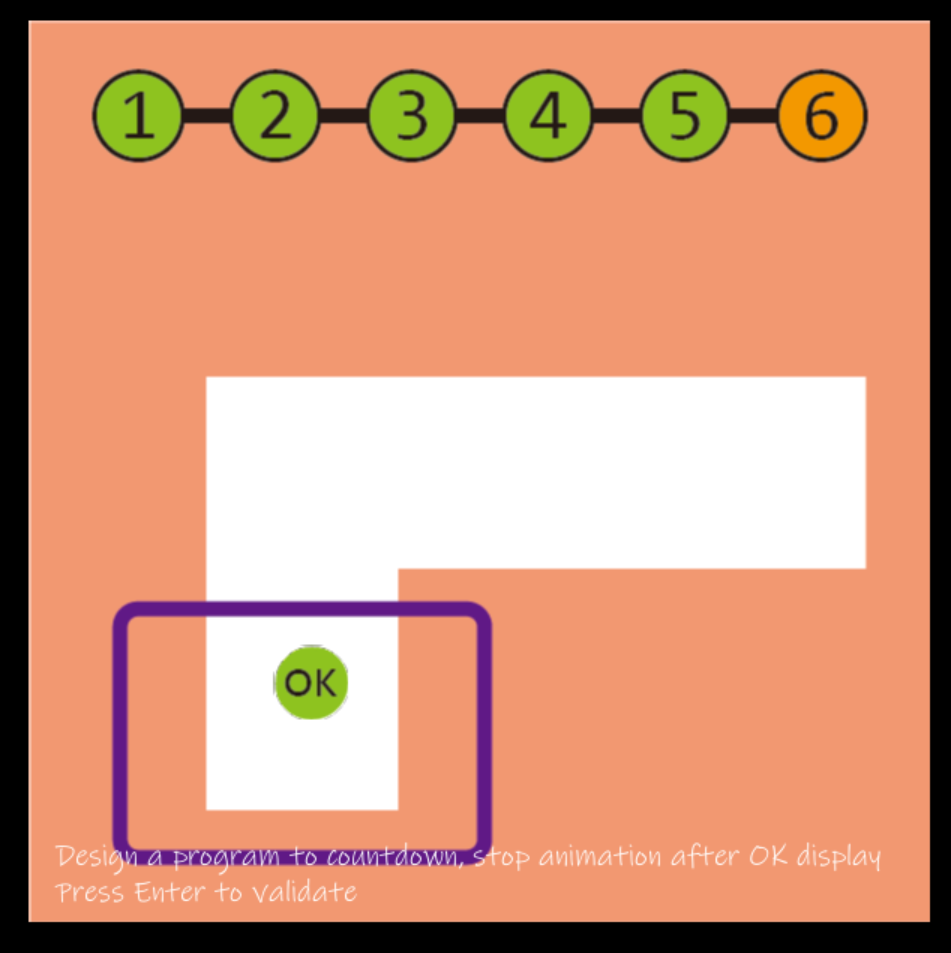 1 2 3 4 5 6
OK
Design a program to countdown, stop animation after OK display
Press Enter to validate